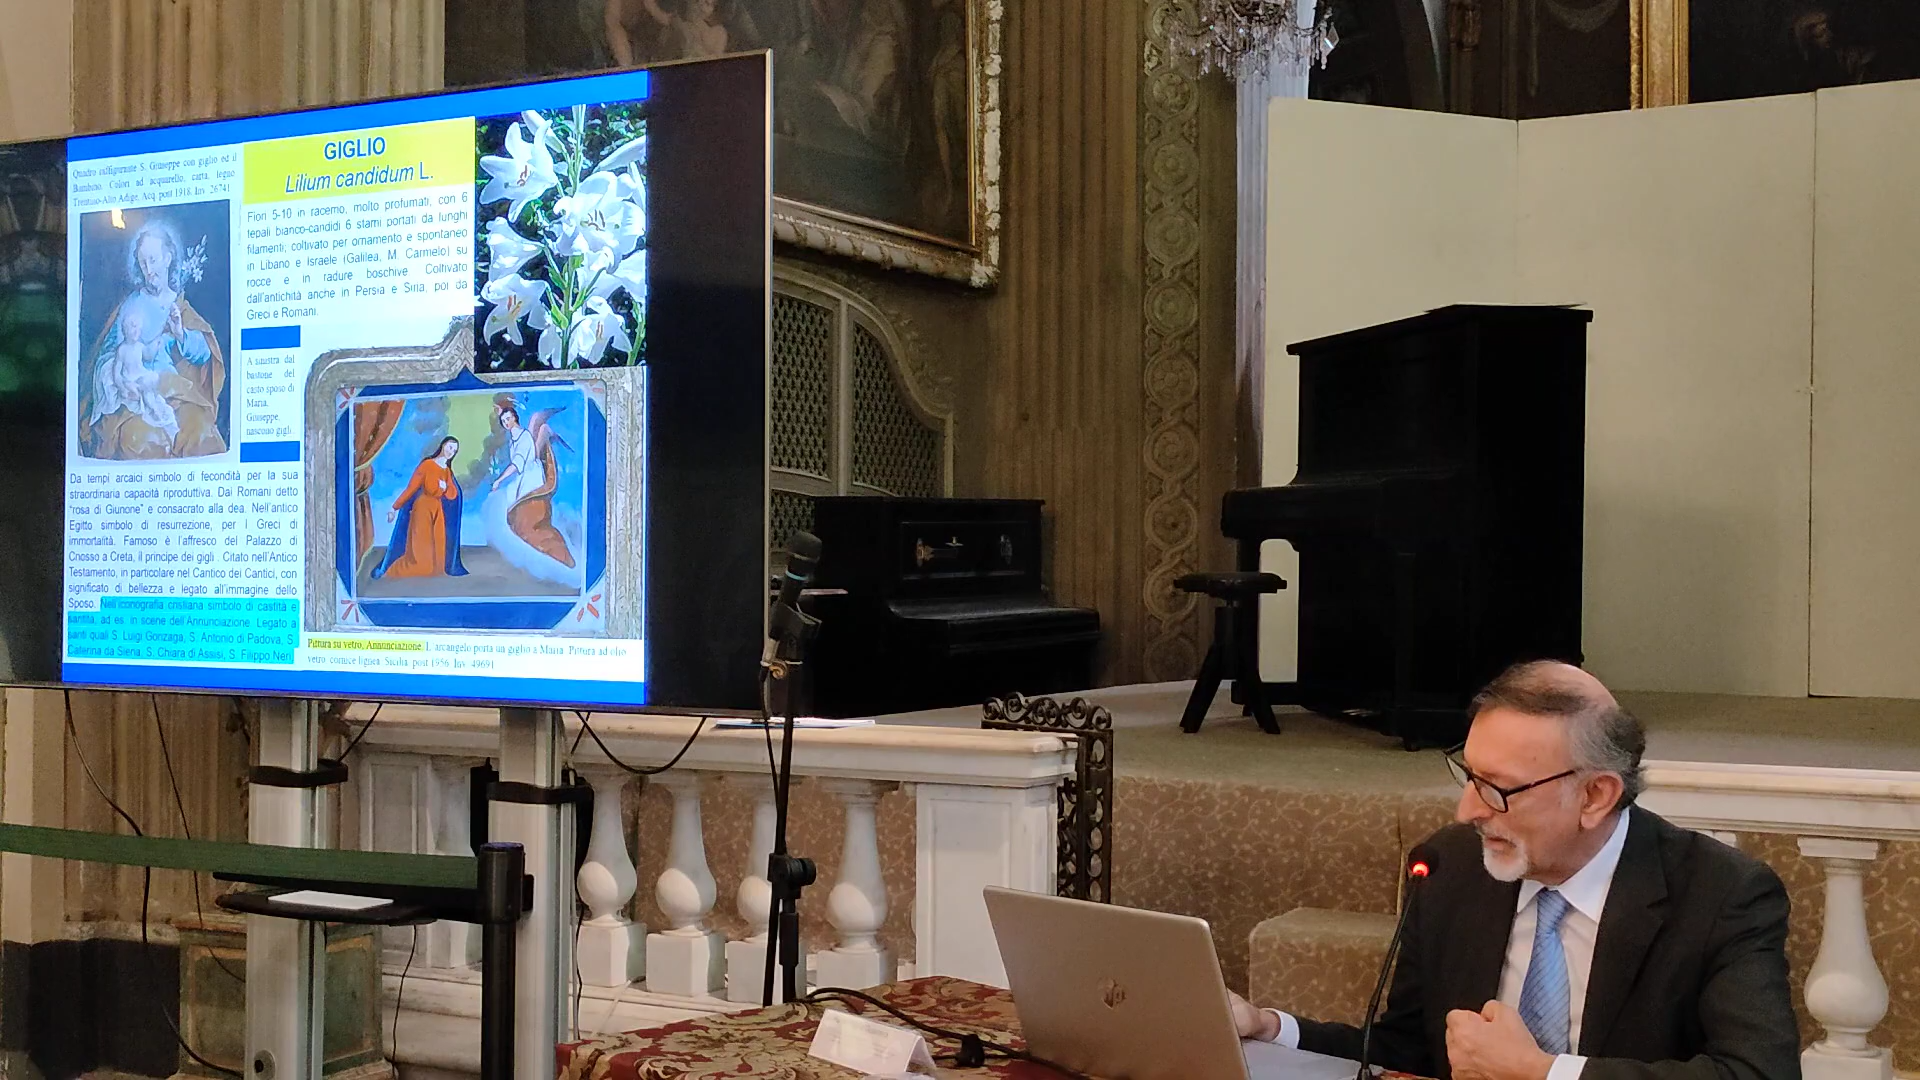 Quadro raffigurante S. Giuseppe con giglio ed il
Bambino. Colori ad acquarello, carta, legno
Trentino-Alto Adige. Acq. post 1918. Inv. 26741
GIGLIO
Lilium candidum L.
Fiori 5-10 in racemo, molto profumati, con 6
tepali bianco-candidi 6 stami portati da lunghi
filamenti; coltivato per ornamento e spontaneo
in Libano e Israele (Galilea, M. Carmelo) su
rocce e in radure boschive. Coltivato
dall'antichità anche in Persia e Siria, poi da
Greci e Romani.
A sinistra dal
bastone del
casto sposo di
Maria,
Giuseppe,
nascono gigli.
Da tempi arcaici simbolo di fecondità per la sua
straordinaria capacità riproduttiva. Dai Romani detto
"rosa di Giunone" e consacrato alla dea. Nell'antico
Egitto simbolo di resurrezione, per i Greci di
immortalità. Famoso è l'affresco del Palazzo di
Cnosso a Creta, il principe dei gigli. Citato nell'Antico
Testamento, in particolare nel Cantico dei Cantici, con
significato di bellezza e legato all'immagine dello
Sposo. Nell'iconografia cristiana simbolo di castità e
santità, ad es. in scene dell'Annunciazione. Legato a
santi quali S. Luigi Gonzaga, S. Antonio di Padova, S.
Caterina da Siena, S. Chiara di Assisi, S. Filippo Neri.
Pittura su vetro, Annunciazione. L'arcangelo porta un giglio a Maria. Pittura ad olio
vetro, cornice lignea. Sicilia. post 1956. Inv. 49691
hp